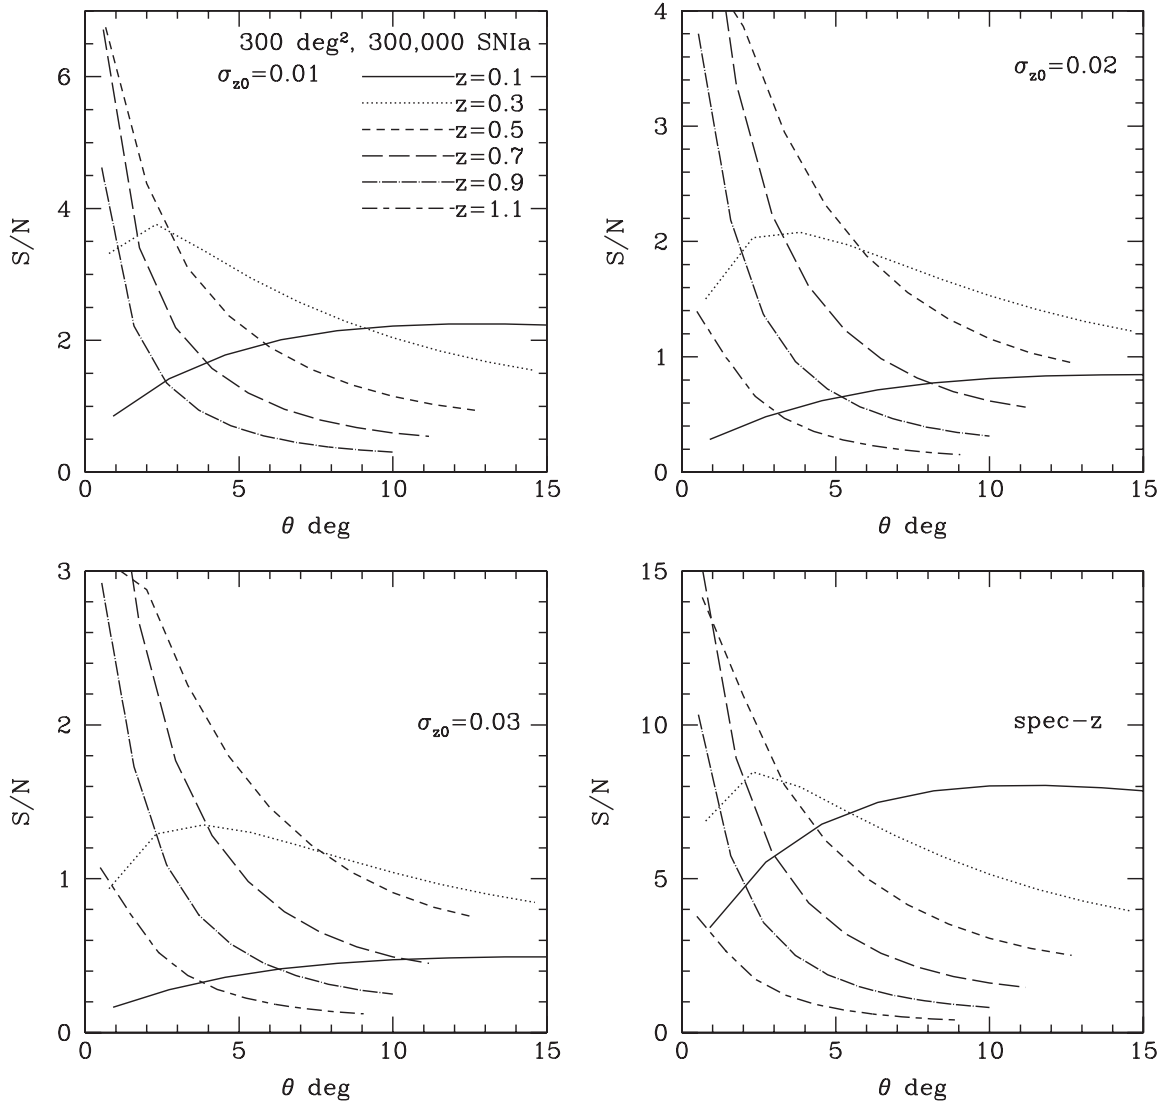 300 deg², 300,000 SNIa
σz0=0.01
z=0.1
z=0.3
z=0.5
z=0.7
z=0.9
z=1.1
6
4
2
0
S/N
0 5 10 15
θ deg
σz0=0.02
4
3
2
1
0
S/N
0 5 10 15
θ deg
σz0=0.03
3
2
1
0
S/N
0 5 10 15
θ deg
spec-z
15
10
5
0
S/N
0 5 10 15
θ deg